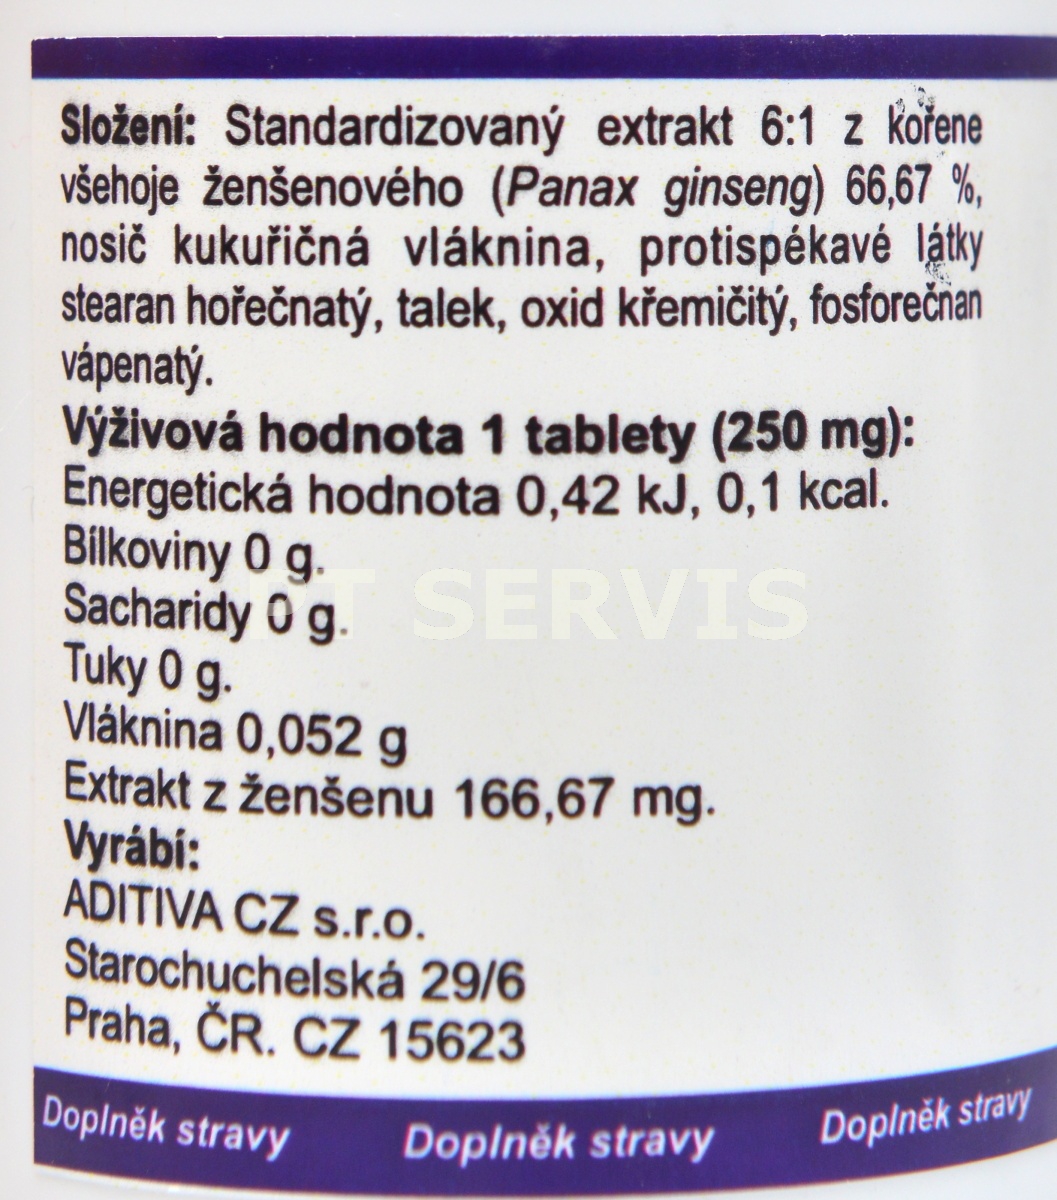 Složení: Standardizovaný extrakt 6:1 z kořene
všehoje ženšenového (Panax ginseng) 66,67 %,
nosič kukuřičná vláknina, protispékavé látky
stearan hořečnatý, talek, oxid křemičitý, fosforečnan
vápenatý.
Výživová hodnota 1 tablety (250 mg):
Energetická hodnota 0,42 kJ, 0,1 kcal.
Bílkoviny 0 g.
Sacharidy 0 g.
PT SERVIS
Tuky 0 g.
Vláknina 0,052 g
Extrakt z ženšenu 166,67 mg.
Vyrábí:
ADITIVA CZ s.r.o.
Starochuchelská 29/6
Praha, ČR. CZ 15623
Doplněk stravy Doplněk stravy Doplněk stravy